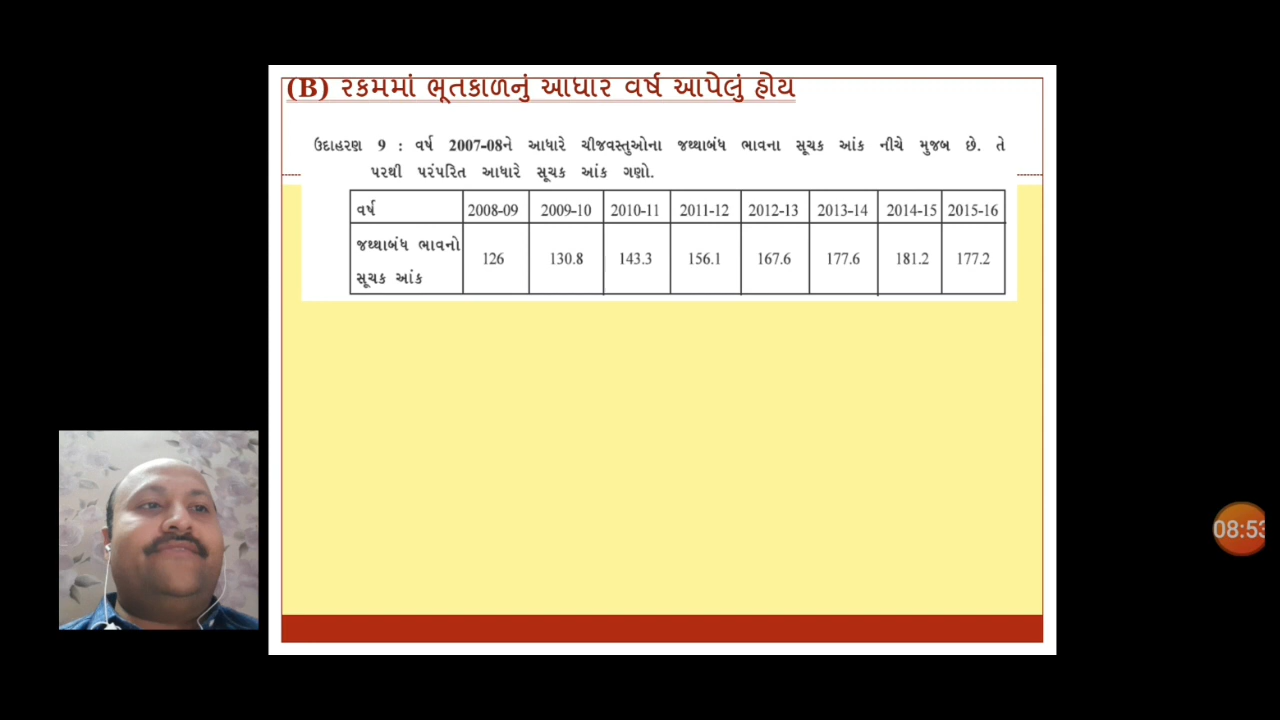 (B) રકમમાં ભૂતકાળનું આધાર વર્ષ આપેલું હોય
ઉદાહરણ 9 : વર્ષ 2007-08ને આધારે ચીજવસ્તુઓના જથ્થાબંધ ભાવના સૂચક આંક નીચે મુજબ છે. તે
પરથી પરંપરિત આધારે સૂચક આંક ગણો.
વર્ષ 2008-09 2009-10 2010-11 2011-12 2012-13 2013-14 2014-15 2015-16
જથ્થાબંધ ભાવનો
સૂચક આંક 126 130.8 143.3 156.1 167.6 177.6 181.2 177.2
08:53